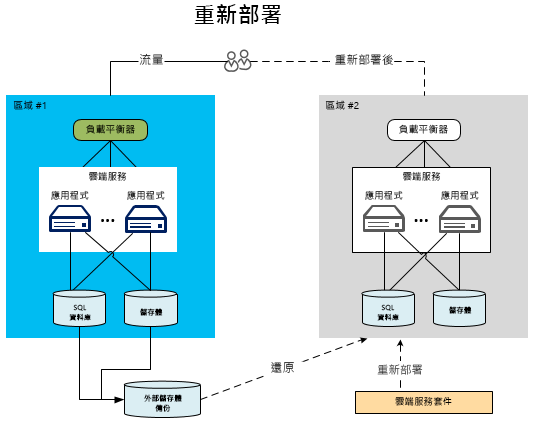 重新部署
流量
重新部署後
區域 #1
負載平衡器
雲端服務
應用程式
應用程式
...
SQL
資料庫
儲存體
外部儲存體
備份
區域 #2
負載平衡器
雲端服務
應用程式
應用程式
...
SQL
資料庫
儲存體
還原
重新部署
雲端服務套件